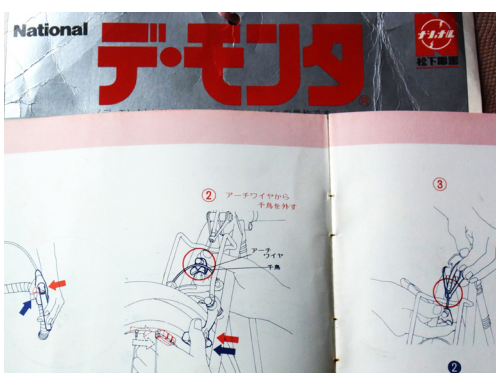 National
デ・モンタ
ナショナル
松下電器
② アーチワイヤから
千鳥を外す
アーチ
ワイヤ
千鳥
③
②